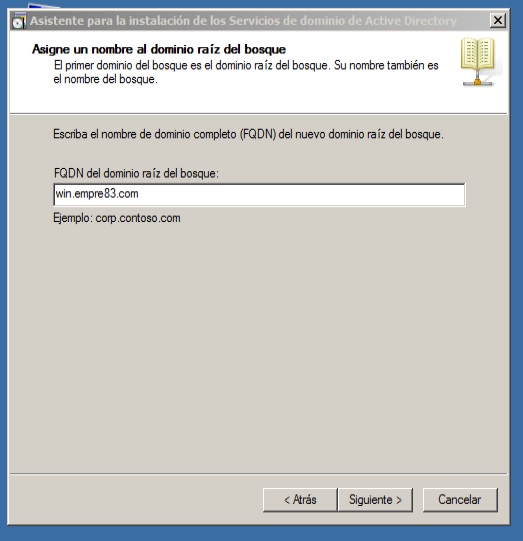 Asistente para la instalación de los Servicios de dominio de Active Directory
Asigne un nombre al dominio raíz del bosque
El primer dominio del bosque es el dominio raíz del bosque. Su nombre también es
el nombre del bosque.
Escriba el nombre de dominio completo (FQDN) del nuevo dominio raíz del bosque.
FQDN del dominio raíz del bosque:
win.empre83.com
Ejemplo: corp.contoso.com
< Atrás
Siguiente >
Cancelar